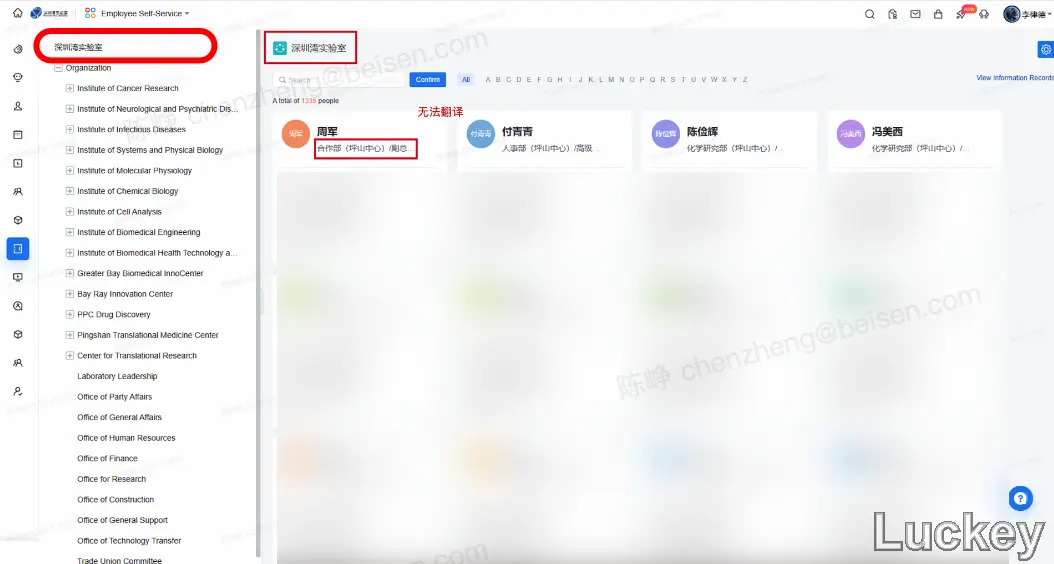 Employee Self-Service
NEW
李律德
深圳湾实验室
Organization
Institute of Cancer Research
Institute of Neurological and Psychiatric Dis...
Institute of Infectious Diseases
Institute of Systems and Physical Biology
Institute of Molecular Physiology
Institute of Chemical Biology
Institute of Cell Analysis
Institute of Biomedical Engineering
Institute of Biomedical Health Technology a...
Greater Bay Biomedical InnoCenter
Bay Ray Innovation Center
PPC Drug Discovery
Pingshan Translational Medicine Center
Center for Translational Research
Laboratory Leadership
Office of Party Affairs
Office of General Affairs
Office of Human Resources
Office of Finance
Office for Research
Office of Construction
Office of General Support
Office of Technology Transfer
Trade Union Committee
深圳湾实验室
Search
Confirm
All
A B C D E F G H I J K L M N O P Q R S T U V W X Y Z
View Information Records
A total of 1335 people
无法翻译
周军
周军
合作部（坪山中心）/副总...
付青青
付青青
人事部（坪山中心）/高级...
陈俭辉
陈俭辉
化学研究部（坪山中心）/...
冯美西
冯美西
化学研究部（坪山中心）/...
陈峥 chenzheng@beisen.com
陈峥 chenzheng@beisen.com
Luckey